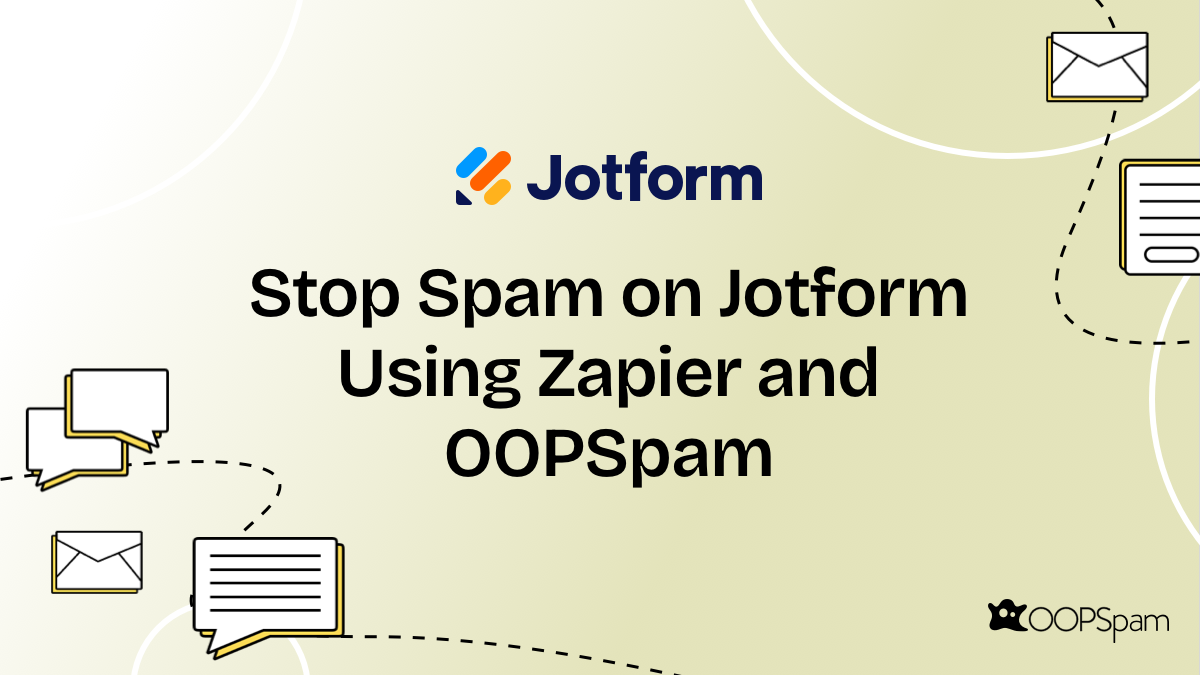 Jotform
Stop Spam on Jotform
Using Zapier and
OOPSpam
OOPSpam